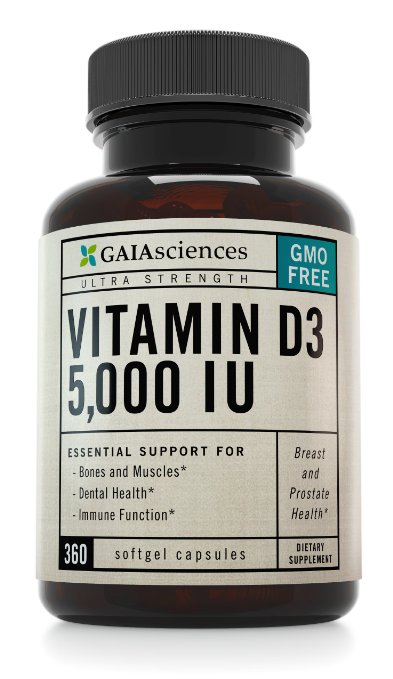 GAIAsciences
ULTRA STRENGTH
GMO
FREE
VITAMIN D3
5,000 IU
ESSENTIAL SUPPORT FOR
- Bones and Muscles*
- Dental Health*
- Immune Function*
Breast
and
Prostate
Health*
360 softgel capsules
DIETARY
SUPPLEMENT